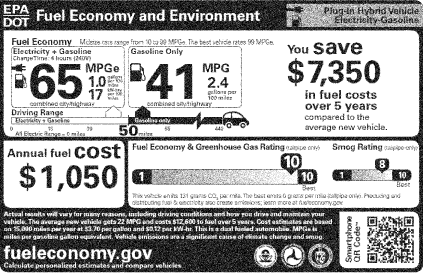 EPA
DOT
Fuel Economy and Environment
Plug-In Hybrid Vehicle
Electricity-Gasoline
Fuel Economy
Midsize cars range from 10 to 99 MPGe. The best vehicle rates 99 MPGe.
Electricity + Gasoline
Charge Time: 4 hours (240V)
65 MPGe
1.0 gallons per 100 miles
17 kW-hrs per 100 miles
combined city/highway
Gasoline Only
41 MPG
2.4 gallons per 100 miles
combined city/highway
You save
$7,350
in fuel costs
over 5 years
compared to the
average new vehicle.
Driving Range
Electricity + Gasoline
Gasoline only
0
50 miles
All Electric Range = 0 miles
Annual fuel cost
$1,050
Fuel Economy & Greenhouse Gas Rating (tailpipe only)
1
10
10
Best
Smog Rating (tailpipe only)
1
8
10
Best
This vehicle emits 131 grams CO2 per mile. The best emits 0 grams per mile (tailpipe only). Producing and
distributing fuel & electricity also create emissions; learn more at fueleconomy.gov.
Actual results will vary for many reasons, including driving conditions and how you drive and maintain your
vehicle. The average new vehicle gets 22 MPG and costs $12,600 to fuel over 5 years. Cost estimates are based
on 15,000 miles per year at $3.70 per gallon and $0.12 per kW-hr. This is a dual fueled automobile. MPGe is
miles per gasoline gallon equivalent. Vehicle emissions are a significant cause of climate change and smog.
fueleconomy.gov
Calculate personalized estimates and compare vehicles
Smartphone
QR Code